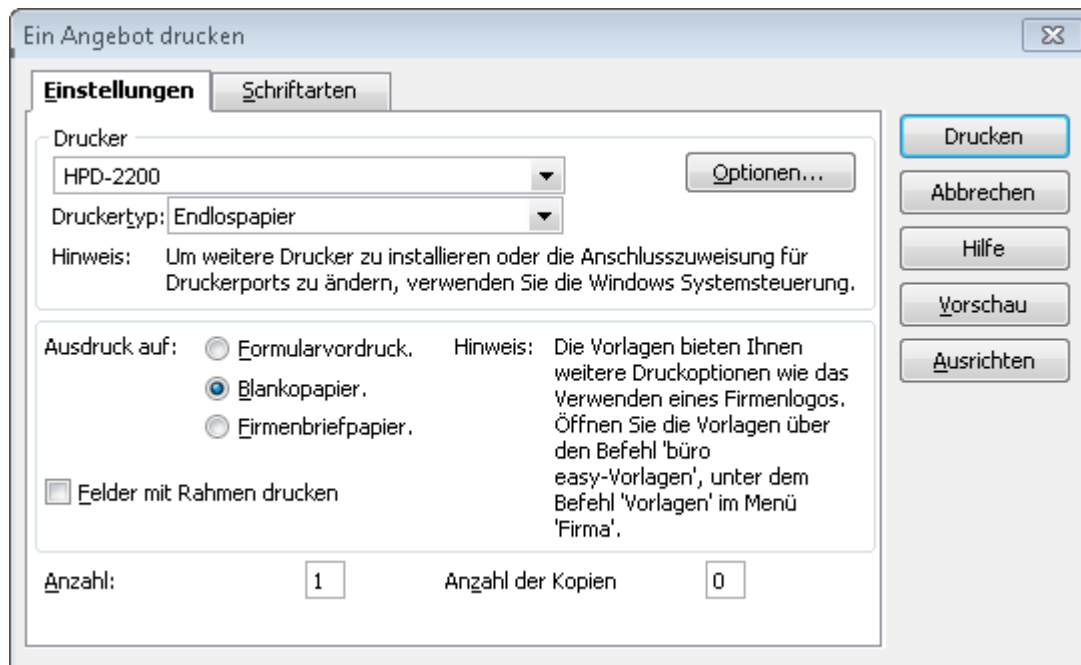 Ein Angebot drucken
Einstellungen
Schriftarten
Drucker
HPD-2200
Optionen...
Druckertyp: Endlospapier
Hinweis: Um weitere Drucker zu installieren oder die Anschlusszuweisung für
Druckerports zu ändern, verwenden Sie die Windows Systemsteuerung.
Ausdruck auf:
Formularvordruck.
Blankopapier.
Firmenbriefpapier.
Felder mit Rahmen drucken
Hinweis: Die Vorlagen bieten Ihnen
weitere Druckoptionen wie das
Verwenden eines Firmenlogos.
Öffnen Sie die Vorlagen über
den Befehl 'büro
easy-Vorlagen', unter dem
Befehl 'Vorlagen' im Menü
'Firma'.
Anzahl: 1
Anzahl der Kopien 0
Drucken
Abbrechen
Hilfe
Vorschau
Ausrichten